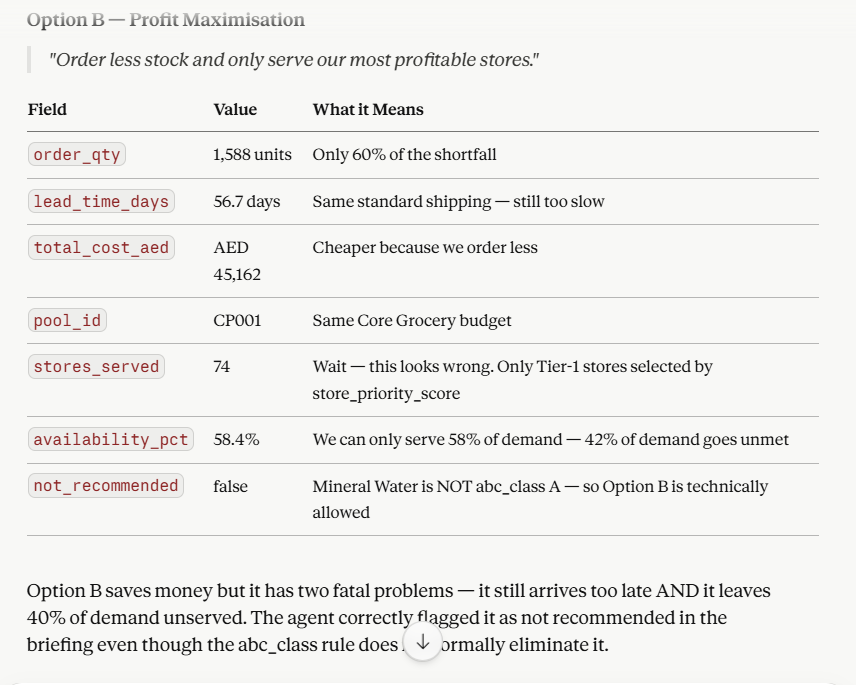 Option B — Profit Maximisation
"Order less stock and only serve our most profitable stores."
Field Value What it Means
order_qty 1,588 units Only 60% of the shortfall
lead_time_days 56.7 days Same standard shipping — still too slow
total_cost_aed AED Cheaper because we order less
45,162
pool_id CP001 Same Core Grocery budget
stores_served 74 Wait — this looks wrong. Only Tier-1 stores selected by
store_priority_score
availability_pct 58.4% We can only serve 58% of demand — 42% of demand goes unmet
not_recommended false Mineral Water is NOT abc_class A — so Option B is technically
allowed
Option B saves money but it has two fatal problems — it still arrives too late AND it leaves
40% of demand unserved. The agent correctly flagged it as not recommended in the
briefing even though the abc_class rule does eliminate it.